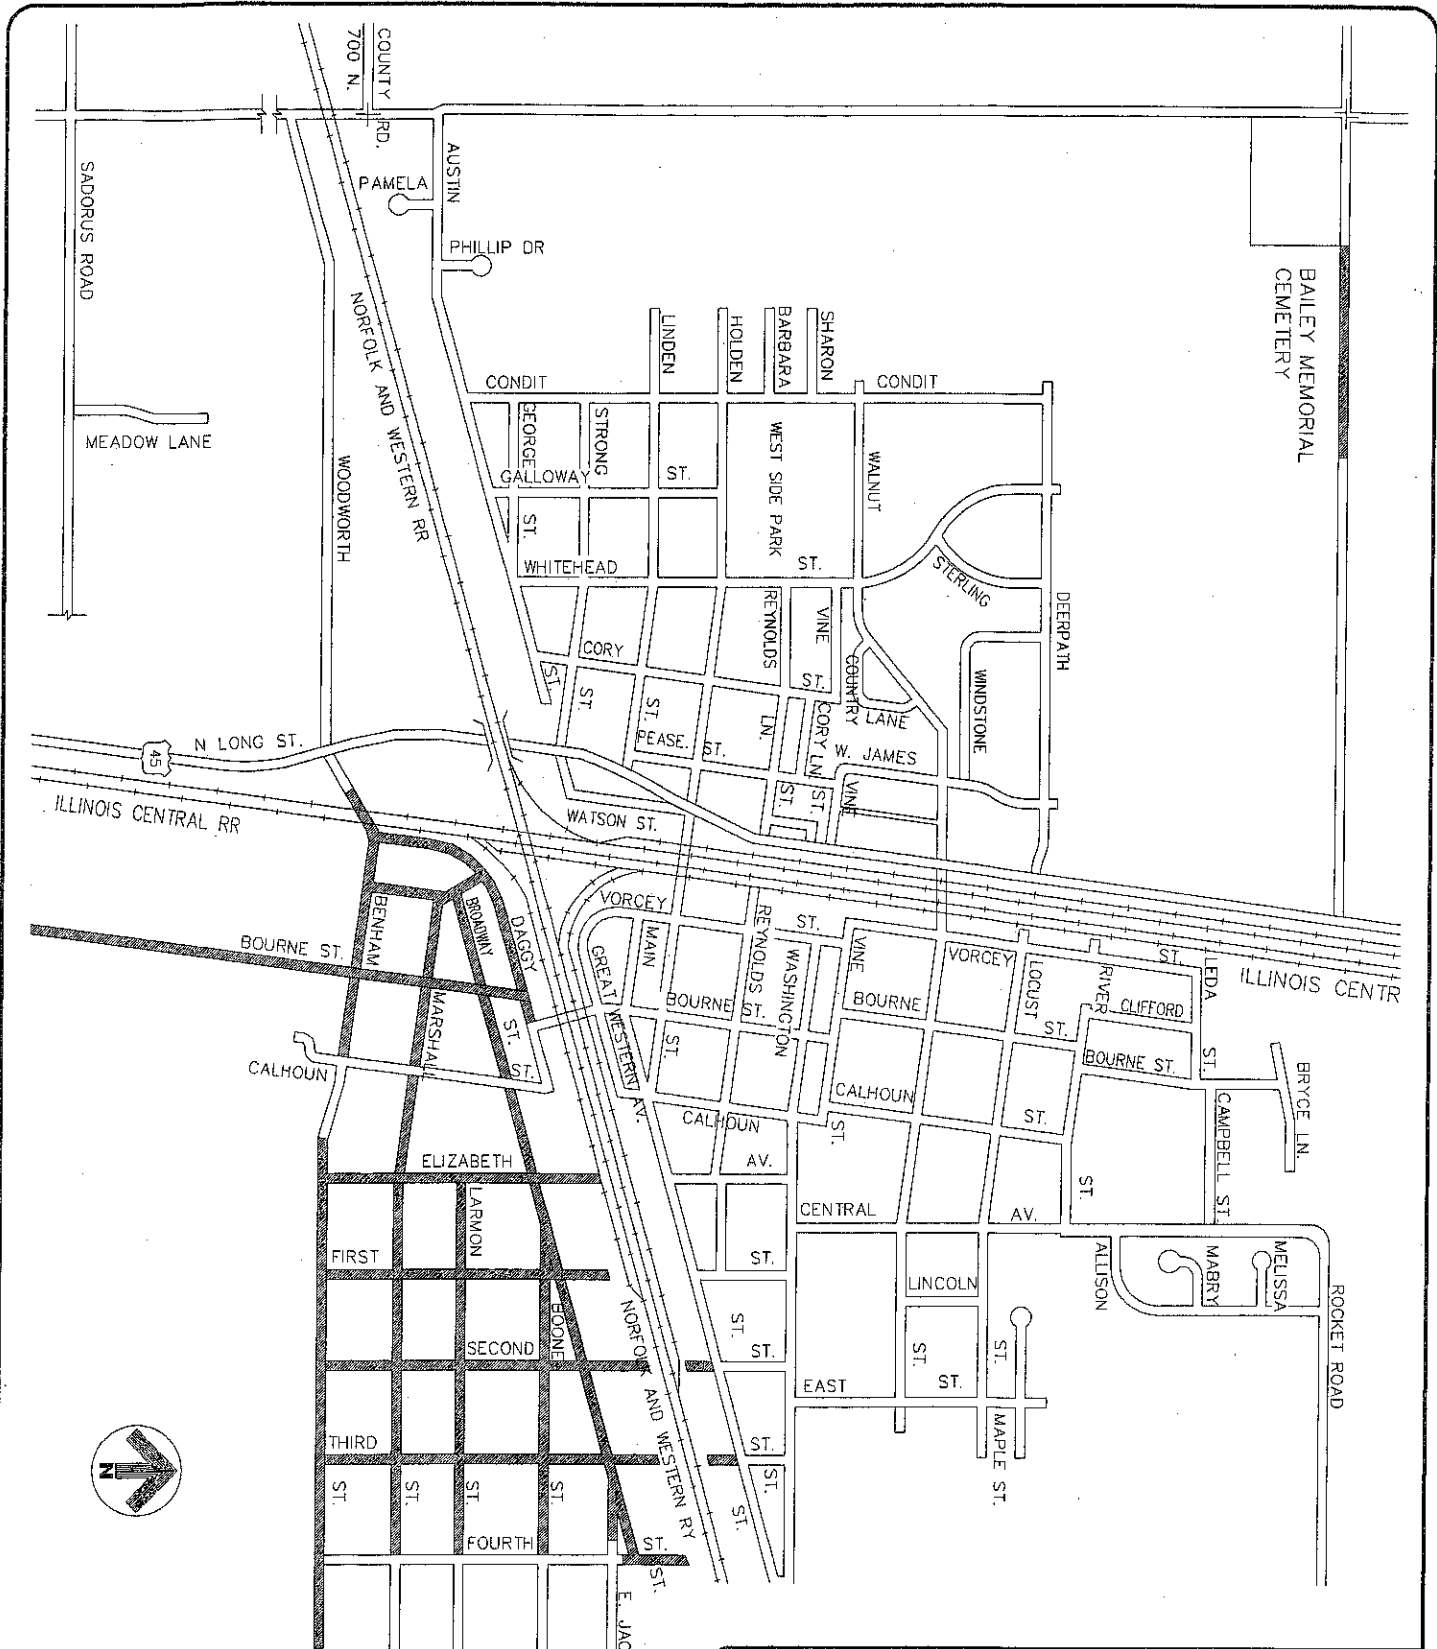 COUNTY RD.
700 N.
SADORUS ROAD
AUSTIN
PAMELA
PHILLIP DR
BAILEY MEMORIAL
CEMETERY
NORFOLK AND WESTERN RR
LINDEN
HOLDEN
BARBARA
SHARON
CONDIT
CONDIT
MEADOW LANE
WOODWORTH
GEORGE
STRONG
GALLOWAY
ST.
ST.
WEST SIDE PARK
WALNUT
WHITEHEAD
ST.
STERLING
DEERPATH
REYNOLDS
VINE
CORY
ST.
ST.
ST.
ST.
COUNTRY
LANE
WINDSTONE
LN.
CORY LN.
PEASE
ST.
W. JAMES
N LONG ST.
45
ST.
ST.
VINE
ILLINOIS CENTRAL RR
WATSON ST.
BENHAM
BROADWAY
DAGGY
VORCEY
ST.
BOURNE ST.
MAIN
REYNOLDS
WASHINGTON
VINE
VORCEY
ST.
LEDA
ILLINOIS CENTR
GREAT WESTERN AV.
LOCUST
RIVER
CLIFFORD
BOURNE
ST.
BOURNE
ST.
MARSHALL
ST.
ST.
ST.
BOURNE ST.
ST.
BRYCE LN.
CALHOUN
CALHOUN
CALHOUN
ST.
ST.
CAMPBELL ST.
ELIZABETH
AV.
ST.
LARMON
CENTRAL
AV.
FIRST
ST.
ALLISON
MABRY
MELISSA
ROCKET ROAD
LINCOLN
BOONE
NORFOLK AND WESTERN RY
SECOND
ST.
ST.
ST.
ST.
EAST
ST.
MAPLE ST.
THIRD
ST.
N
ST.
ST.
ST.
ST.
ST.
ST.
FOURTH
ST.
ST.
E. JAC